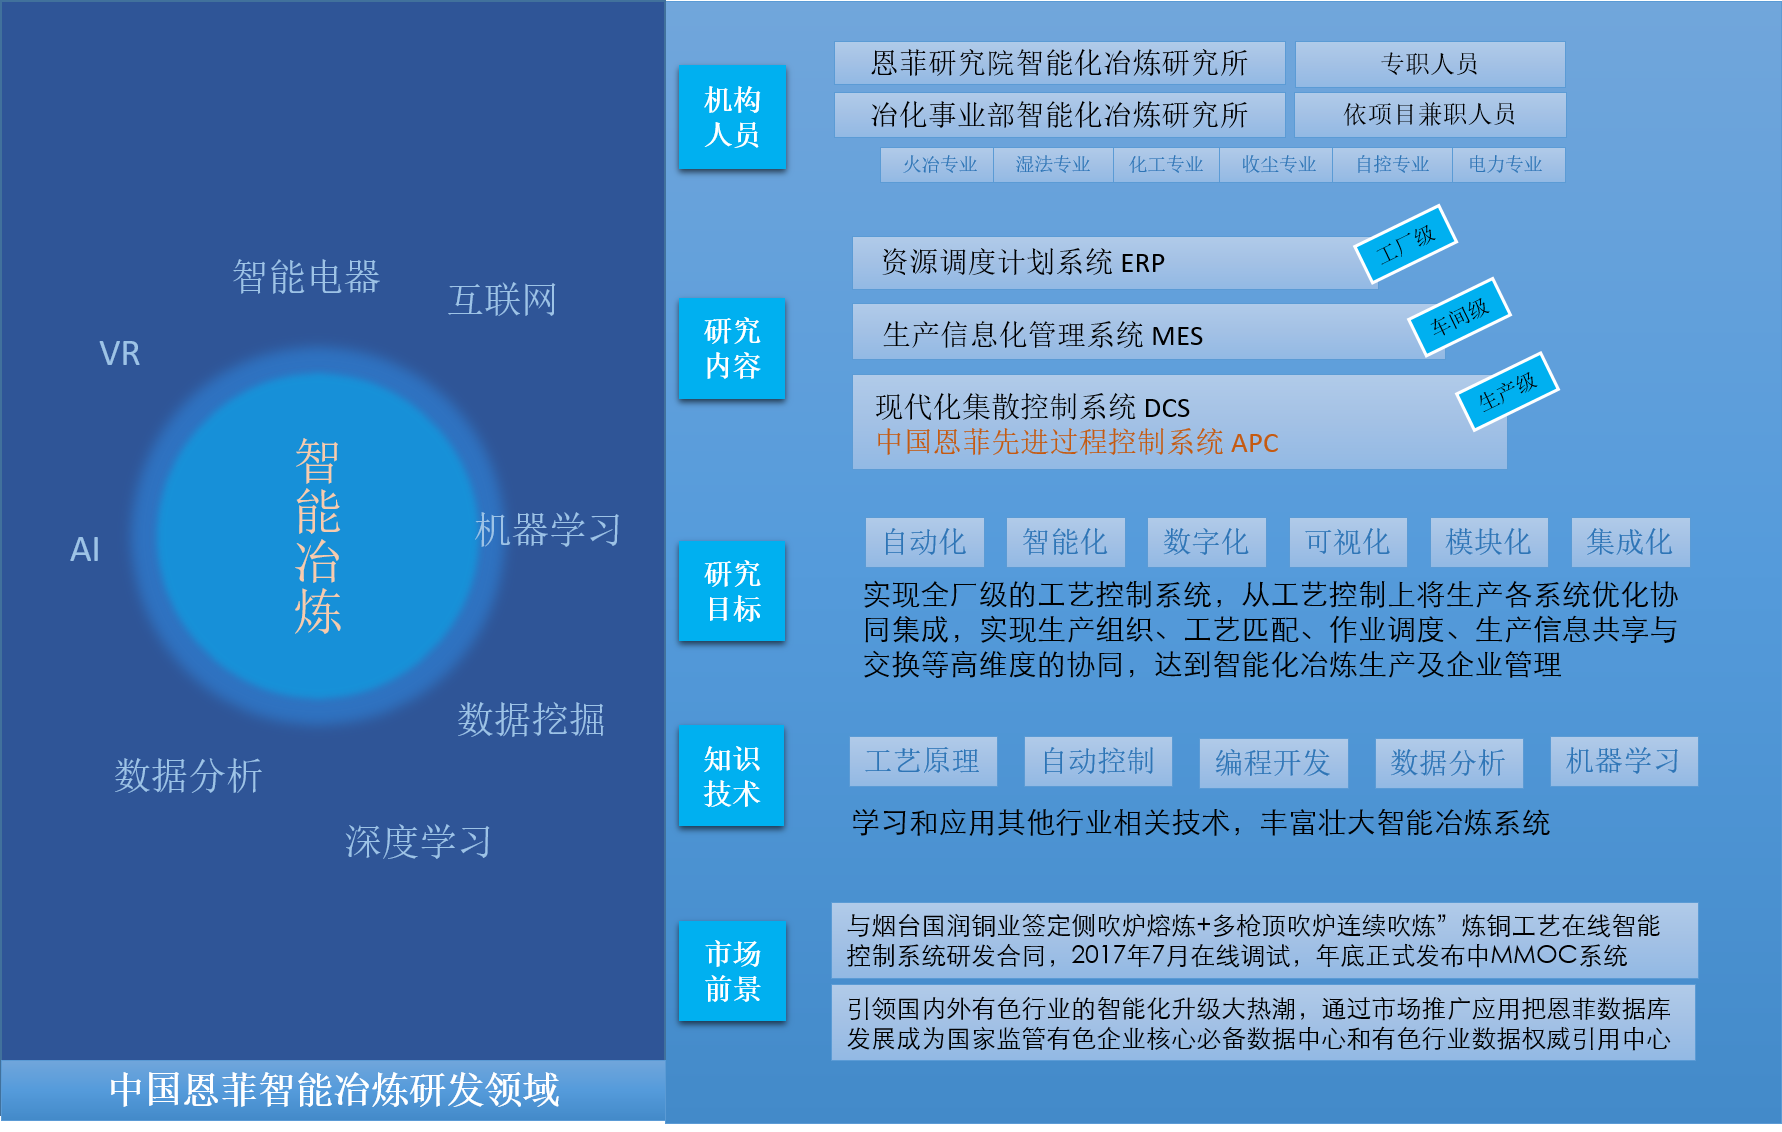 智能电器
互联网
VR
智能冶炼
AI
机器学习
数据挖掘
数据分析
深度学习
中国恩菲智能冶炼研发领域
机构
人员
恩菲研究院智能化冶炼研究所
专职人员
冶化事业部智能化冶炼研究所
依项目兼职人员
火冶专业
湿法专业
化工专业
收尘专业
自控专业
电力专业
研究
内容
资源调度计划系统 ERP
工厂级
生产信息化管理系统 MES
车间级
现代化集散控制系统 DCS
中国恩菲先进过程控制系统 APC
生产级
研究
目标
自动化
智能化
数字化
可视化
模块化
集成化
实现全厂级的工艺控制系统，从工艺控制上将生产各系统优化协
同集成，实现生产组织、工艺匹配、作业调度、生产信息共享与
交换等高维度的协同，达到智能化冶炼生产及企业管理
知识
技术
工艺原理
自动控制
编程开发
数据分析
机器学习
学习和应用其他行业相关技术，丰富壮大智能冶炼系统
市场
前景
与烟台国润铜业签定侧吹炉熔炼+多枪顶吹炉连续吹炼”炼铜工艺在线智能
控制系统研发合同，2017年7月在线调试，年底正式发布中MMOC系统
引领国内外有色行业的智能化升级大热潮，通过市场推广应用把恩菲数据库
发展成为国家监管有色企业核心必备数据中心和有色行业数据权威引用中心